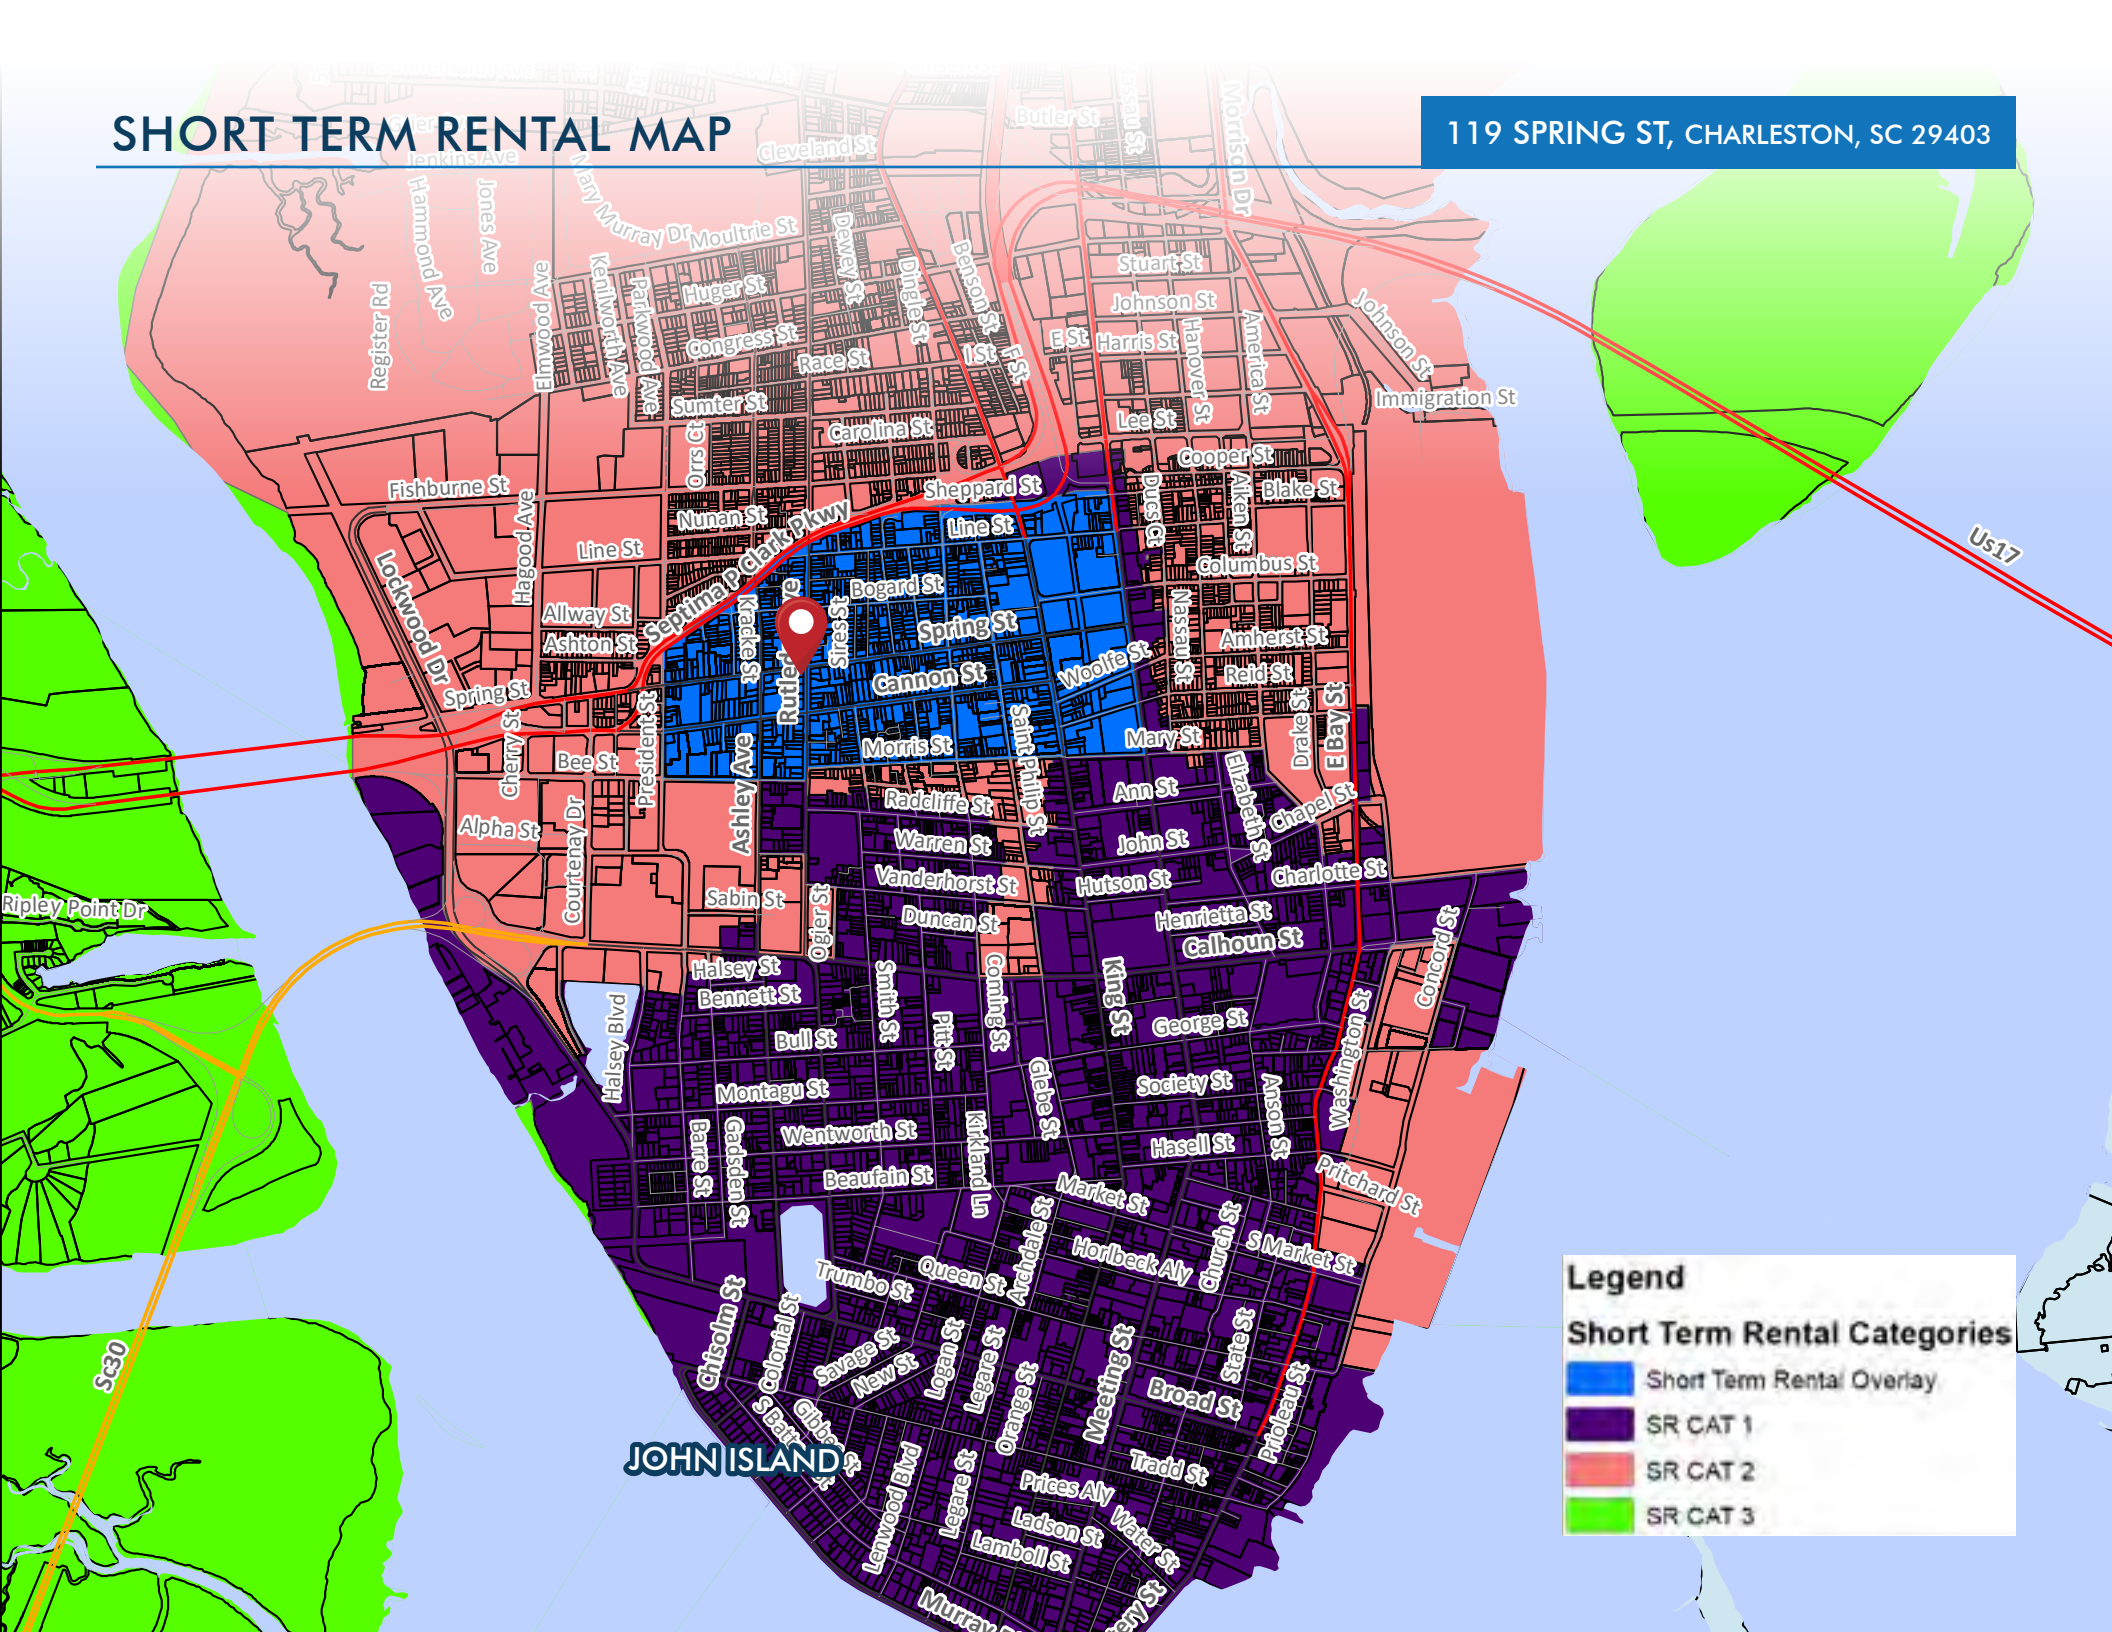 SHORT TERM RENTAL MAP
119 SPRING ST, CHARLESTON, SC 29403
Butler St
Morrison Dr
Cleveland St
Jenkins Ave
Hammond Ave
Jones Ave
Mary Murray Dr
Moultrie St
Dewey St
Dingle St
Benson St
Stuart St
Register Rd
Elmwood Ave
Kenilworth Ave
Parkwood Ave
Huger St
Johnson St
Johnson St
Congress St
Race St
I St
F St
E St
Harris St
Hanover St
America St
Immigration St
Sumter St
Orrs Ct
Carolina St
Lee St
Cooper St
Fishburne St
Hagood Ave
Sheppard St
Ducs Ct
Aiken St
Blake St
Nunan St
Septima P Clark Pkwy
Line St
Line St
Us17
Lockwood Dr
Columbus St
Bogard St
Allway St
Ashton St
Kracke St
Sires St
Spring St
Nassau St
Amherst St
Woolfe St
Cannon St
Reid St
Spring St
Cherry St
President St
Saint Philip St
Drake St
E Bay St
Morris St
Mary St
Bee St
Ashley Ave
Ann St
Elizabeth St
Chapel St
Radcliffe St
Alpha St
Courtenay Dr
Warren St
John St
Vanderhorst St
Hutson St
Charlotte St
Sabin St
Ogier St
Ripley Point Dr
Duncan St
Henrietta St
Calhoun St
Concord St
Halsey St
Bennett St
Halsey Blvd
Smith St
Coming St
King St
Bull St
Pitt St
George St
Washington St
Montagu St
Glebe St
Society St
Anson St
Barre St
Gadsden St
Wentworth St
Kirkland Ln
Hasell St
Beaufain St
Market St
Pritchard St
Archdale St
Church St
S Market St
Horlbeck Aly
Queen St
Trumbo St
Chisolm St
Colonial St
Savage St
New St
Logan St
Legare St
Orange St
Meeting St
State St
Broad St
Prioleau St
Sc30
JOHN ISLAND
Lenwood Blvd
Legare St
Tradd St
Prices Aly
Ladson St
Water St
Lamboll St
Murray
Legend
Short Term Rental Categories
Short Term Rental Overlay
SR CAT 1
SR CAT 2
SR CAT 3